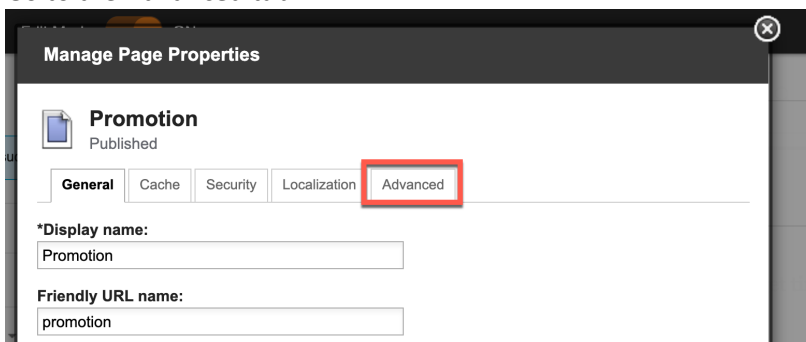 Manage Page Properties
Promotion
Published
General Cache Security Localization Advanced
*Display name:
Promotion
Friendly URL name:
promotion